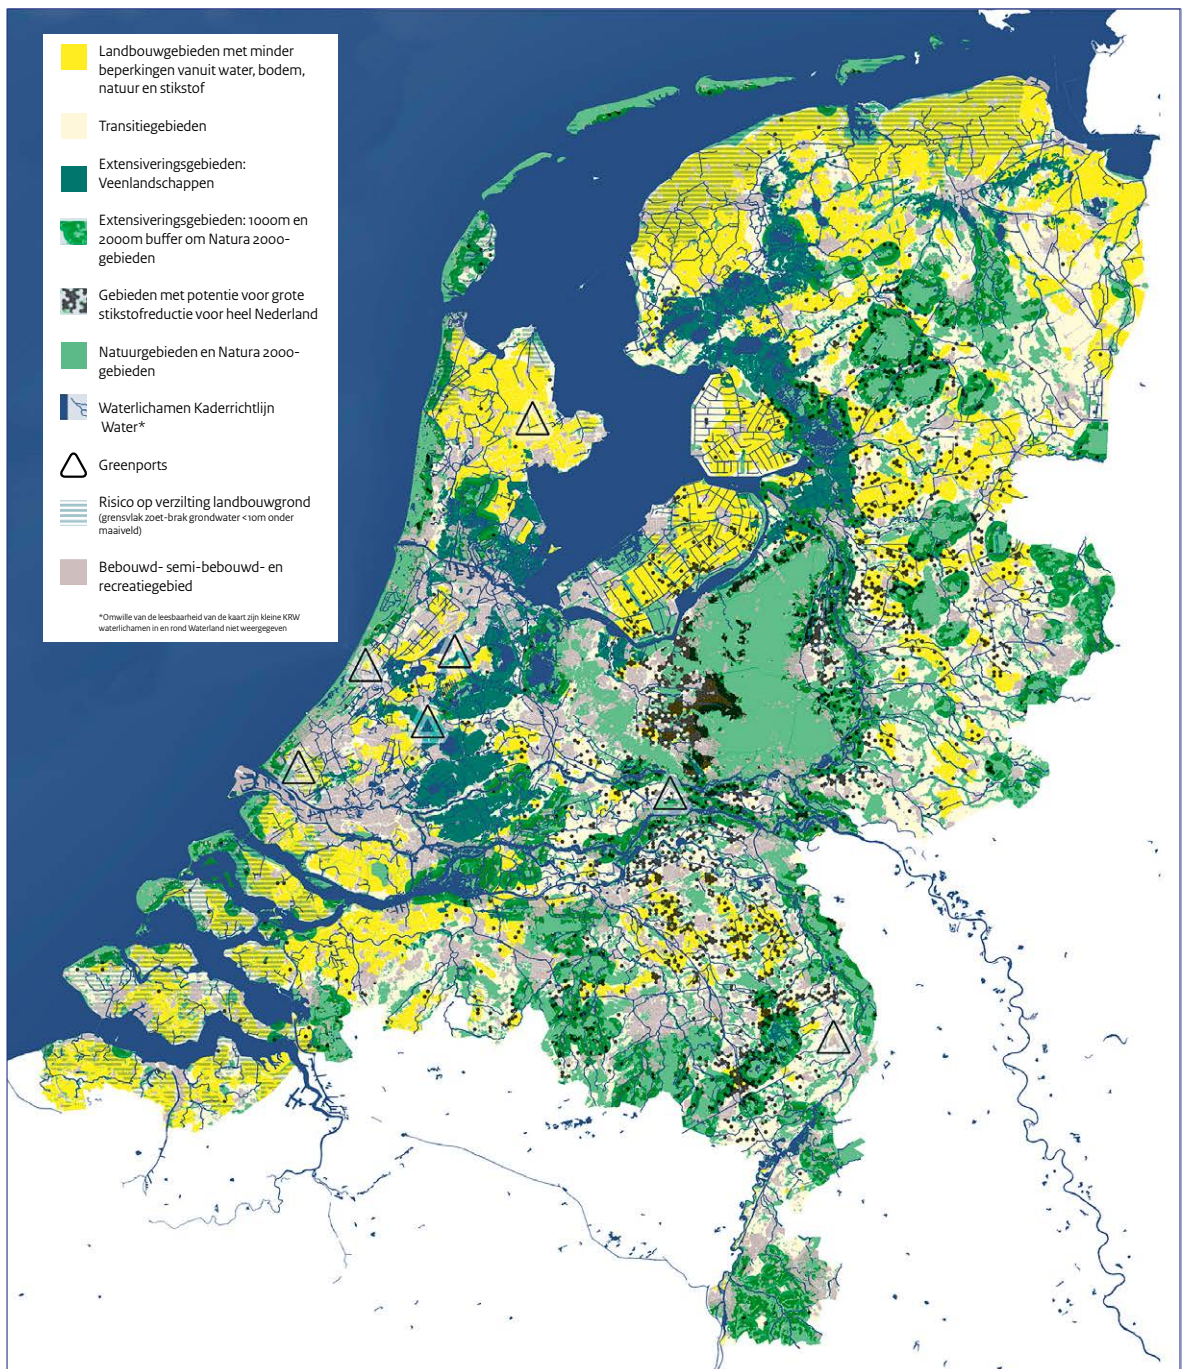 Landbouwgebieden met minder
beperkingen vanuit water, bodem,
natuur en stikstof
Transitiegebieden
Extensiveringsgebieden:
Veenlandschappen
Extensiveringsgebieden: 1000m en
2000m buffer om Natura 2000-
gebieden
Gebieden met potentie voor grote
stikstofreductie voor heel Nederland
Natuurgebieden en Natura 2000-
gebieden
Waterlichamen Kaderrichtlijn
Water*
Greenports
Risico op verzilting landbouwgrond
(grensvlak zoet-brak grondwater <10m onder
maaiveld)
Bebouwd- semi-bebouwd- en
recreatiegebied
*Omwille van de leesbaarheid van de kaart zijn kleine KRW
waterlichamen in en rond Waterland niet weergegeven